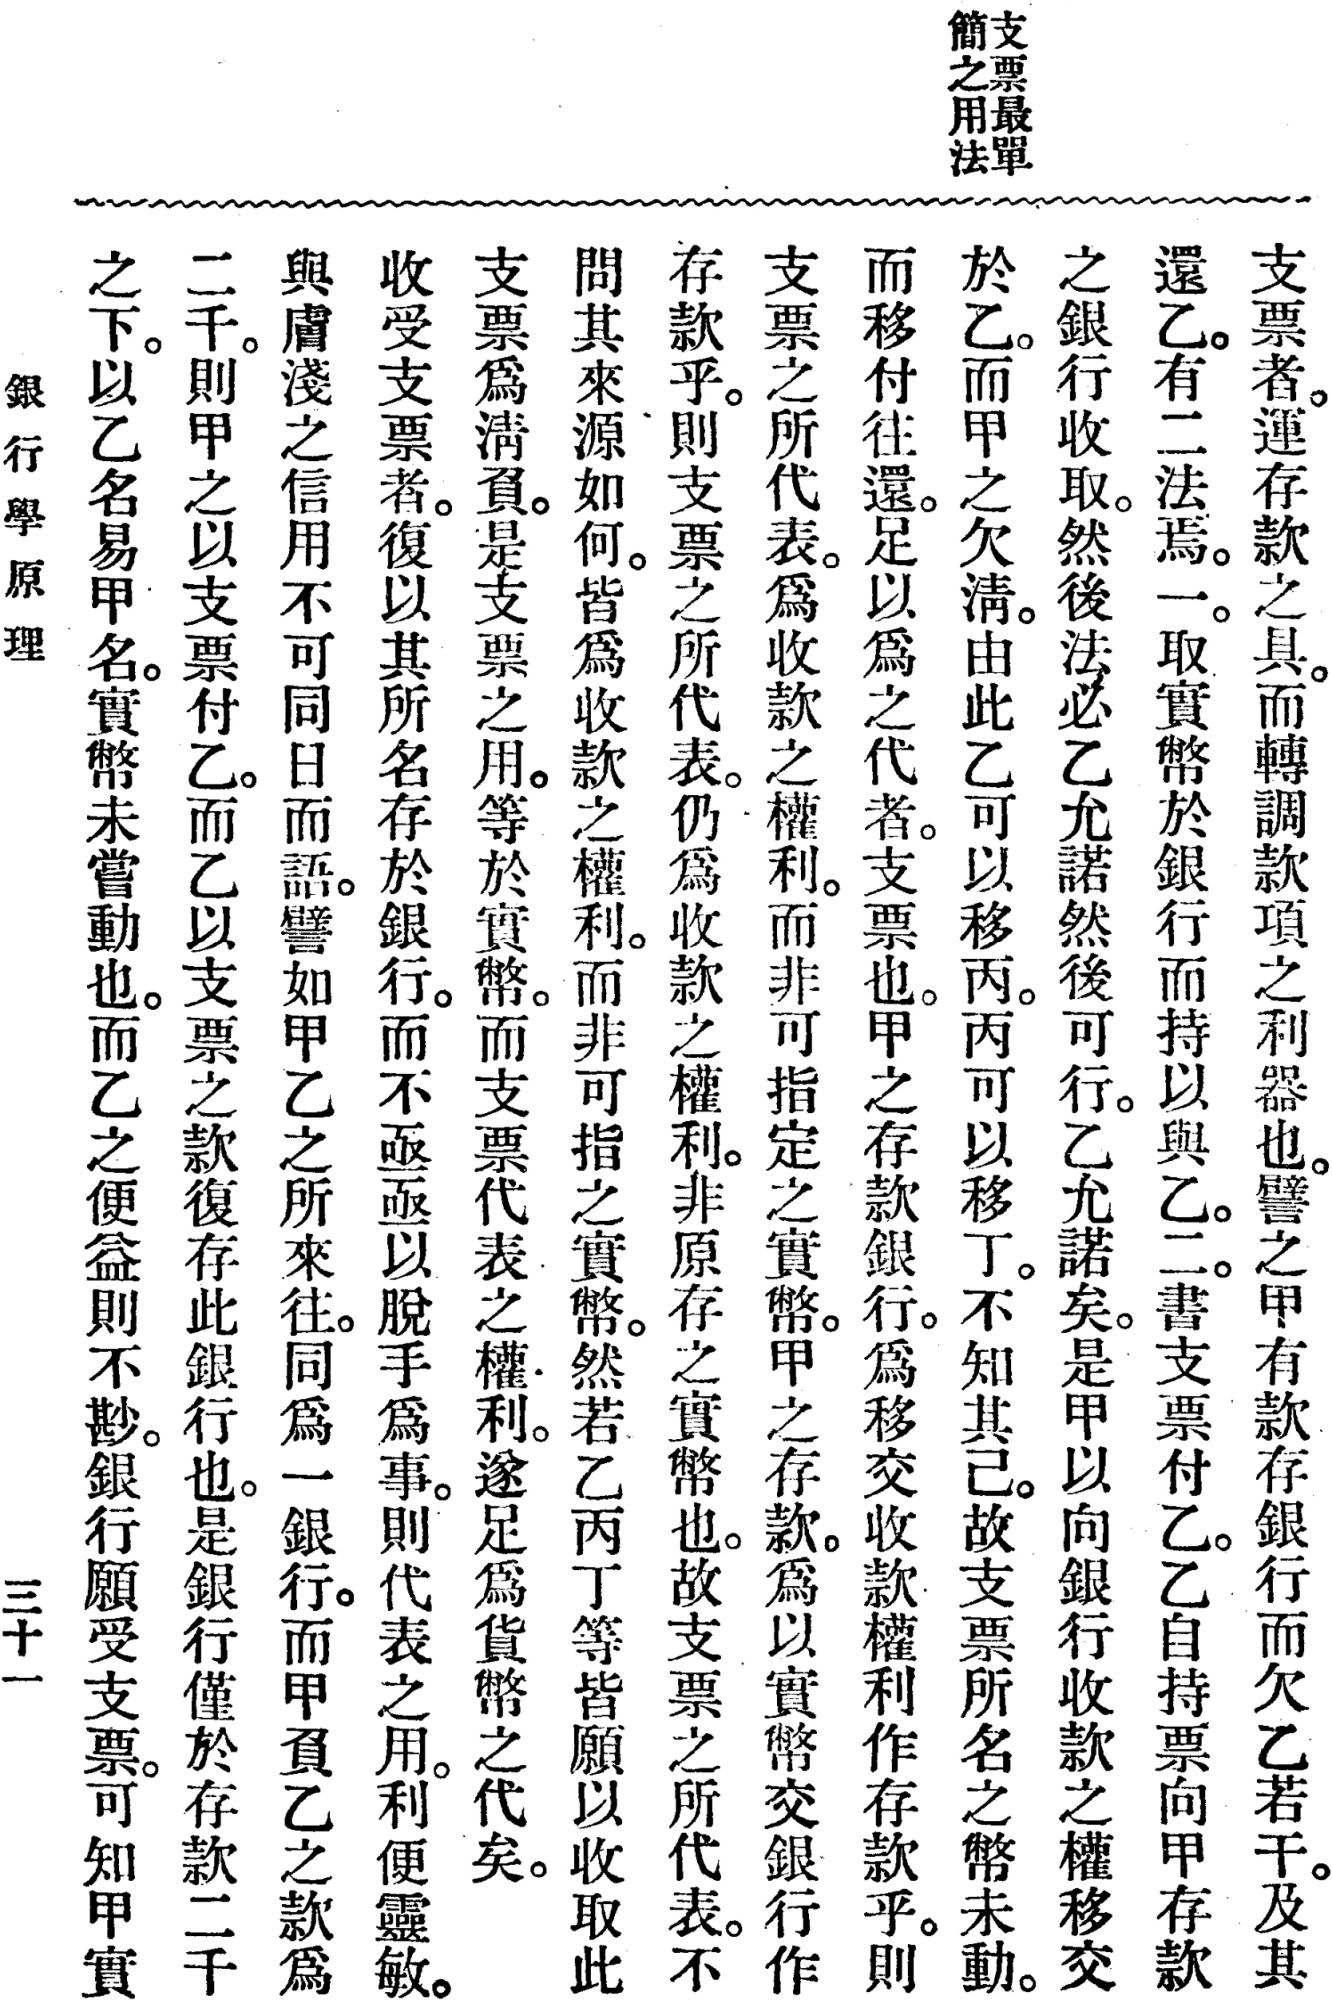 支票最單
簡之用法
支票者。運存款之具。而轉調款項之利器也。譬之甲有款存銀行而欠乙若干。及其
還乙。有二法焉。一。取實幣於銀行而持以與乙。二。書支票付乙。乙自持票向甲存款
之銀行收取。然後法必乙允諾然後可行。乙允諾矣。是甲以向銀行收款之權移交
於乙。而甲之欠淸。由此乙可以移丙。丙可以移丁。不知其己。故支票所名之幣未動。
而移付往還。足以爲之代者。支票也。甲之存款銀行。爲移交收款權利作存款乎。則
支票之所代表。爲收款之權利。而非可指定之實幣。甲之存款。爲以實幣交銀行作
存款乎。則支票之所代表。仍爲收款之權利。非原存之實幣也。故支票之所代表。不
問其來源如何。皆爲收款之權利。而非可指之實幣。然若乙丙丁等皆願以收取此
支票爲淸負。是支票之用。等於實幣。而支票代表之權利。遂足爲貨幣之代矣。
收受支票者。復以其所名存於銀行。而不亟亟以脫手爲事。則代表之用。利便靈敏。
與膚淺之信用不可同日而語。譬如甲乙之所來往。同爲一銀行。而甲負乙之款爲
二千。則甲之以支票付乙。而乙以支票之款復存此銀行也。是銀行僅於存款二千
之下。以乙名易甲名。實幣未嘗動也。而乙之便益則不尠。銀行願受支票。可知甲實
銀行學原理
三十一